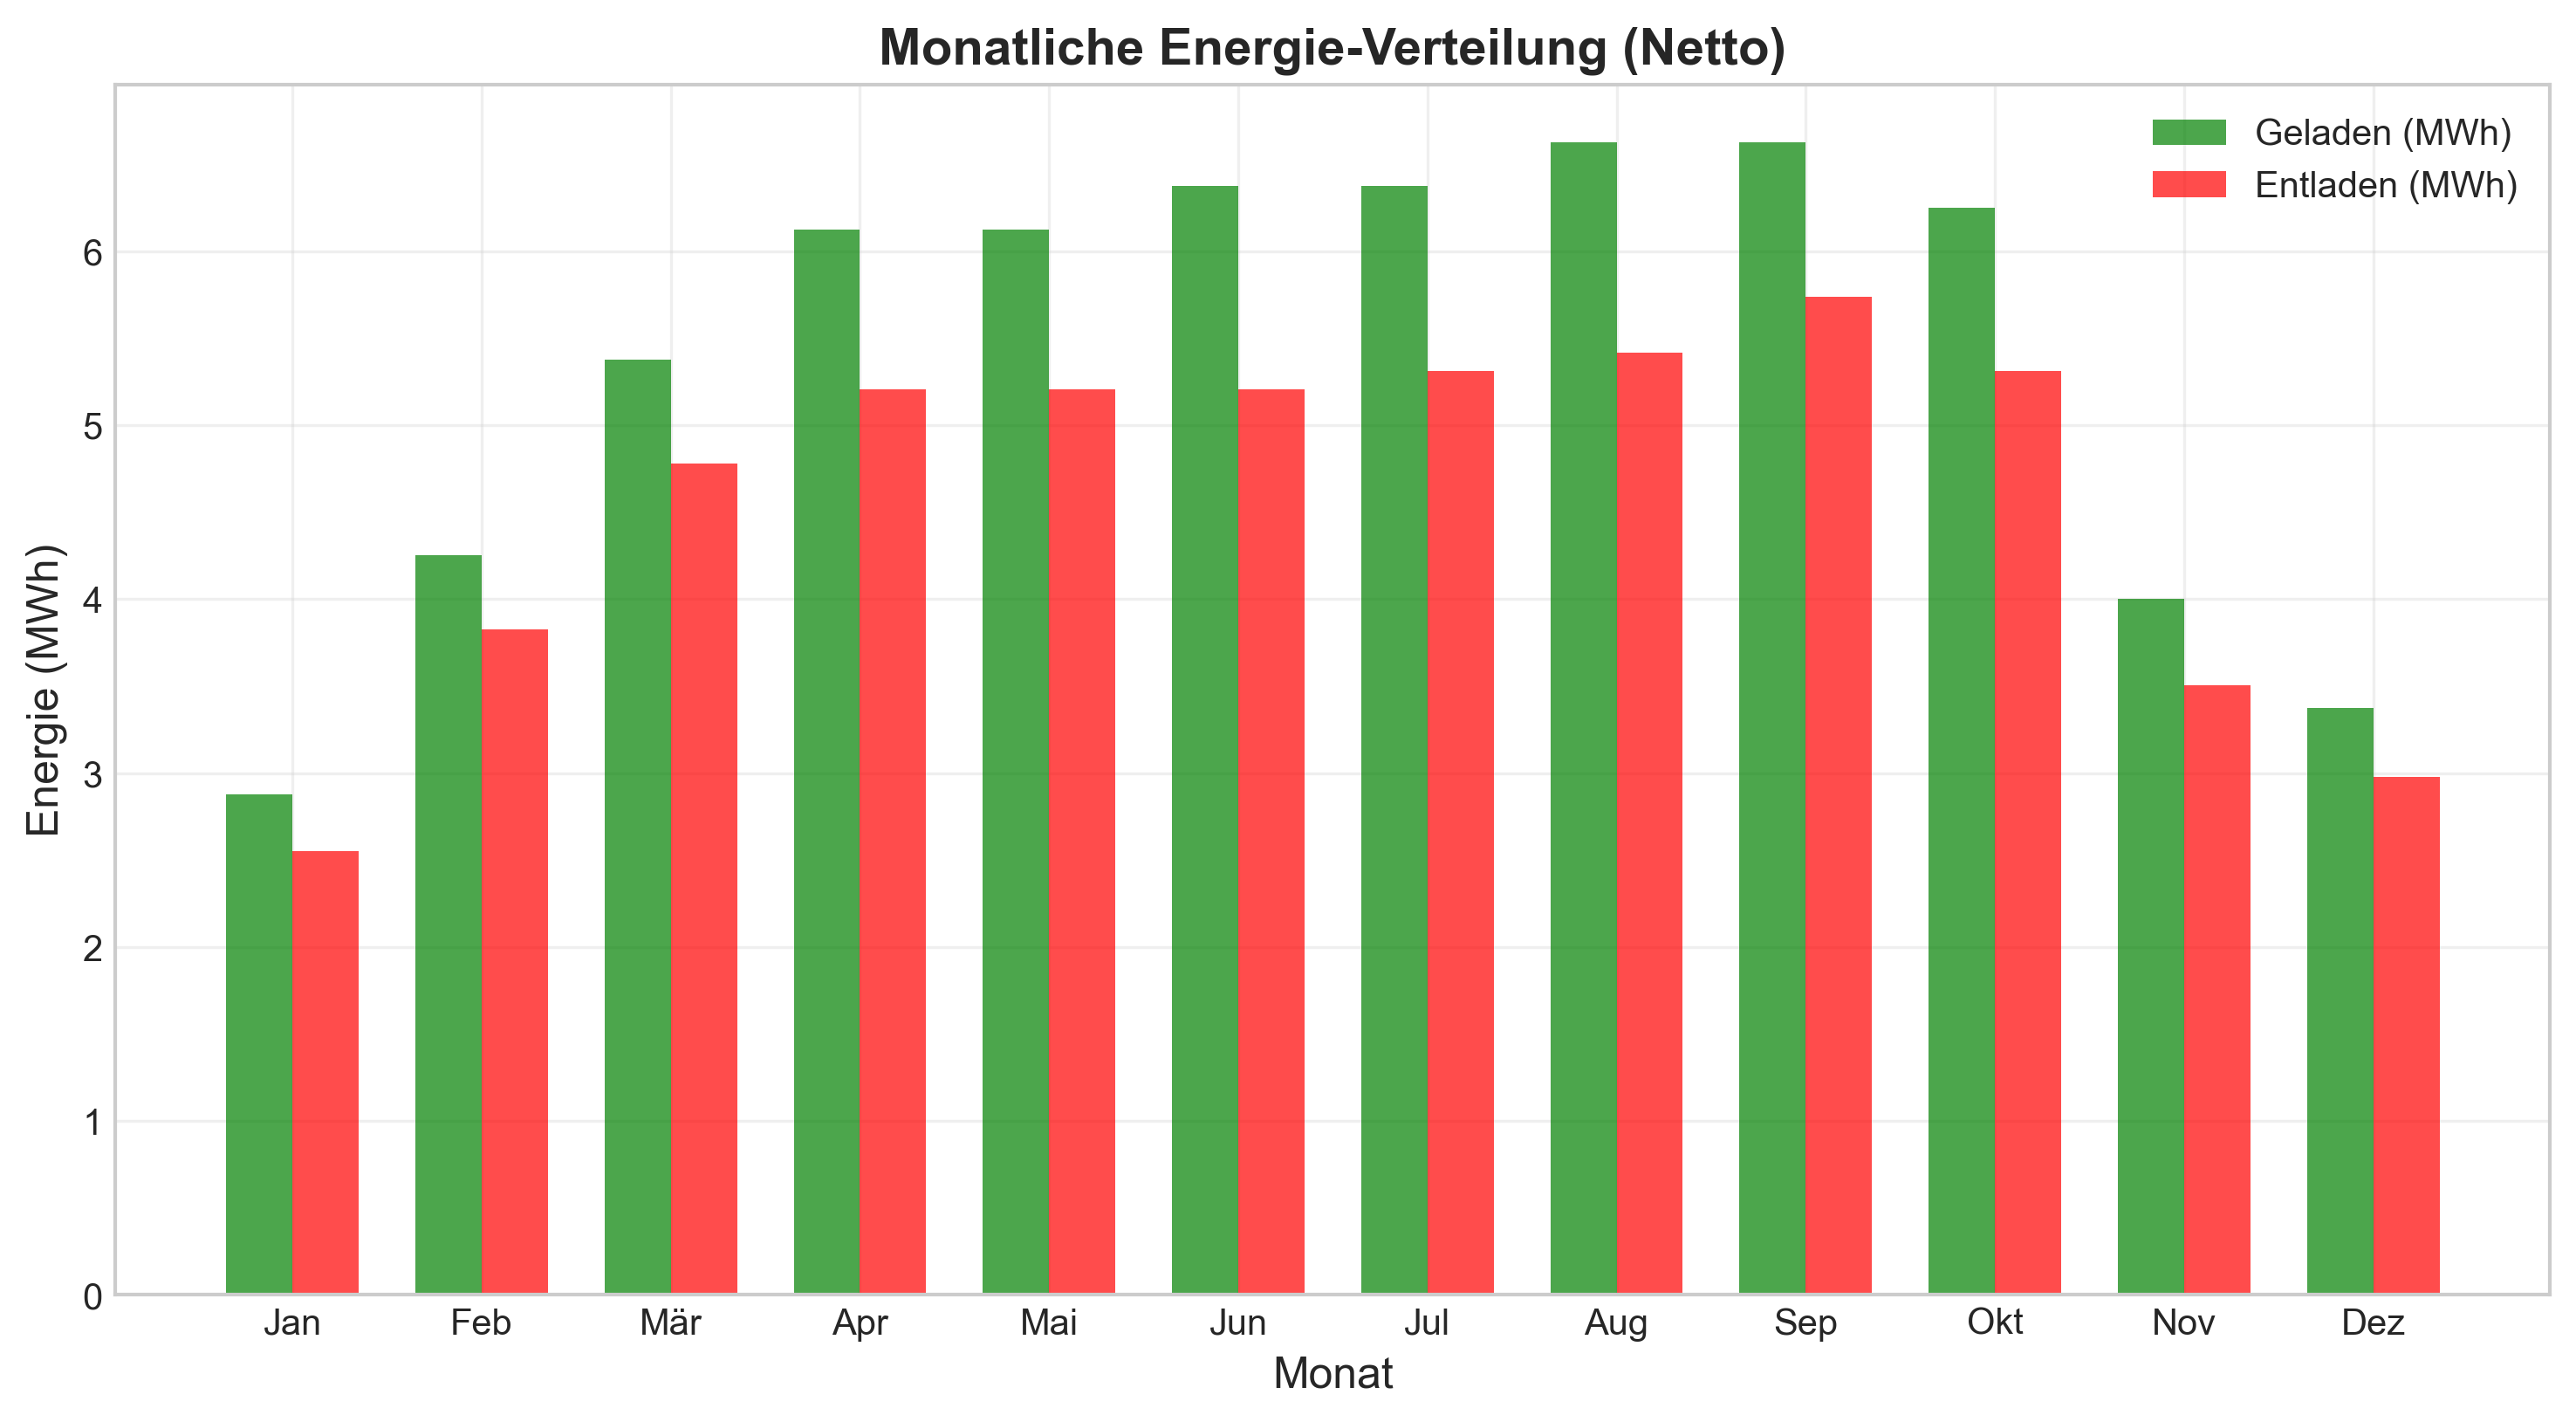 Monatliche Energie-Verteilung (Netto)
Geladen (MWh)
Entladen (MWh)
Energie (MWh)
6
5
4
3
2
1
0
Jan Feb Mär Apr Mai Jun Jul Aug Sep Okt Nov Dez
Monat